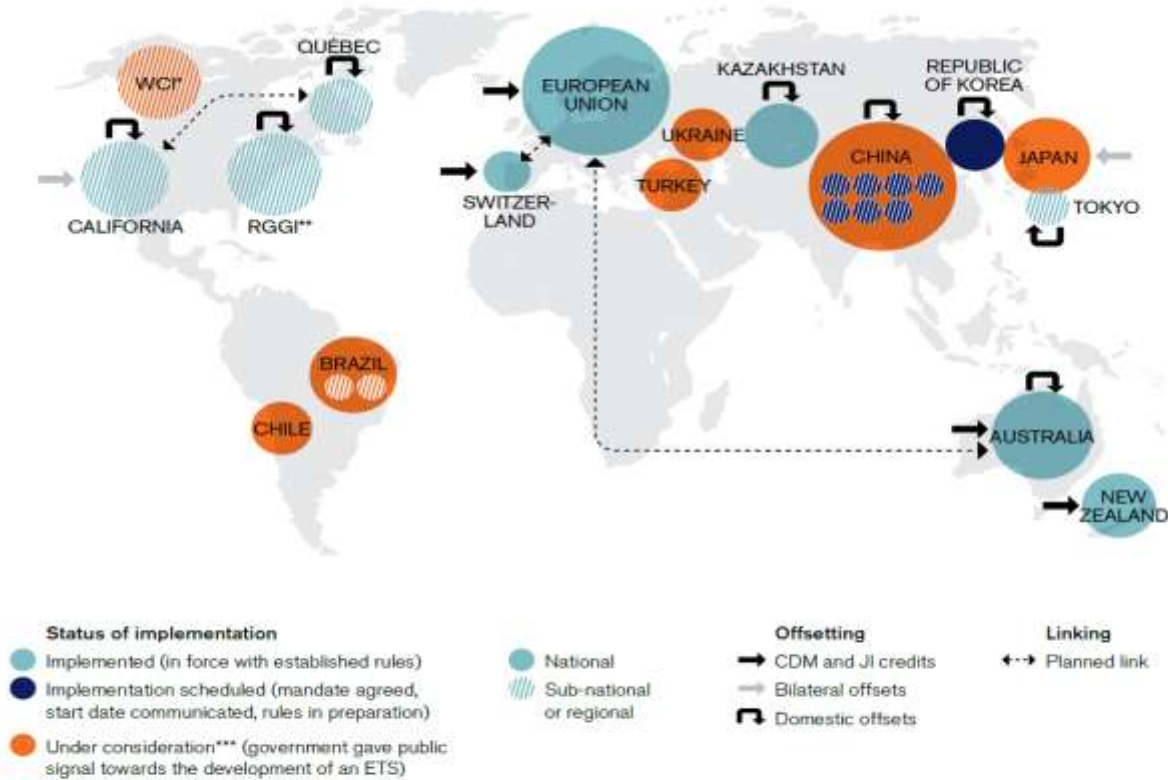 QUÉBEC
WCI*
CALIFORNIA
RGGI**
EUROPEAN
UNION
SWITZER-
LAND
UKRAINE
TURKEY
KAZAKHSTAN
CHINA
REPUBLIC
OF KOREA
JAPAN
TOKYO
BRAZIL
CHILE
AUSTRALIA
NEW
ZEALAND
Status of implementation
Implemented (in force with established rules)
Implementation scheduled (mandate agreed,
start date communicated, rules in preparation)
Under consideration*** (government gave public
signal towards the development of an ETS)
National
Sub-national
or regional
Offsetting
CDM and JI credits
Bilateral offsets
Domestic offsets
Linking
Planned link